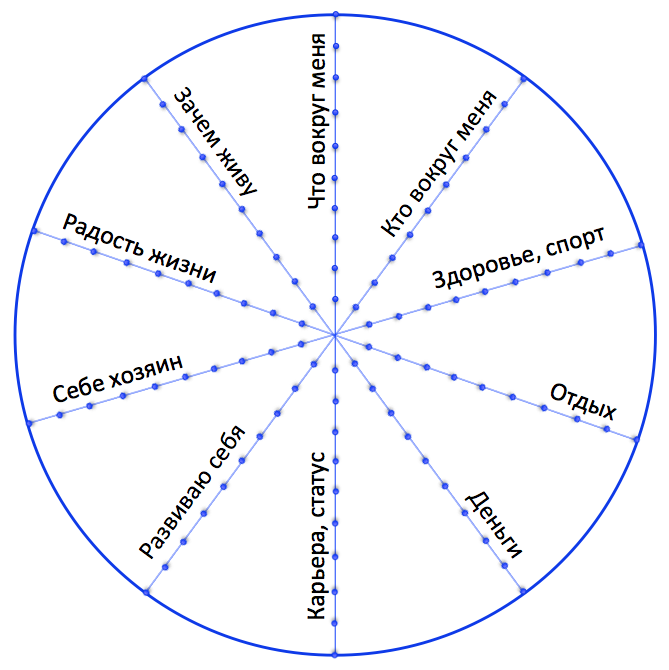 Что вокруг меня
Кто вокруг меня
Здоровье, спорт
Отдых
Деньги
Карьера, статус
Развиваю себя
Себе хозяин
Радость жизни
Зачем живу